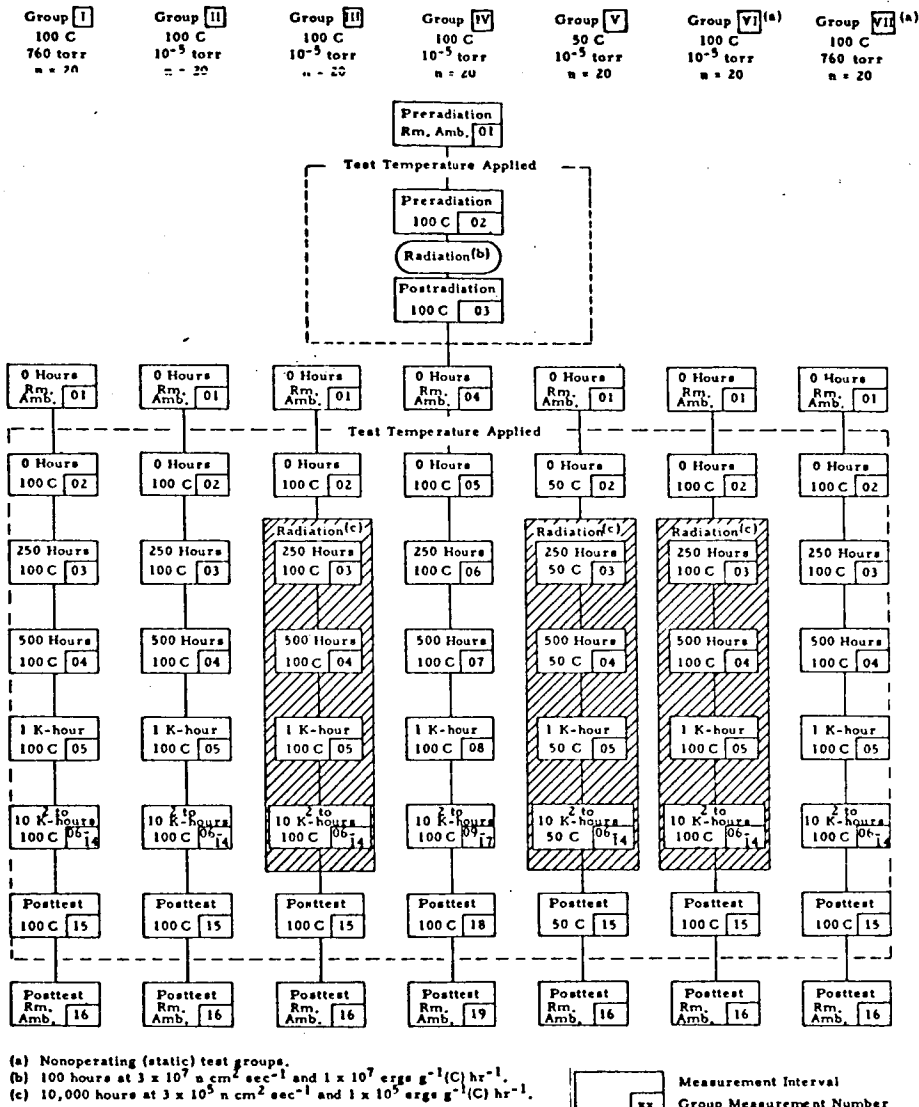 Group I Group II Group III Group IV Group V Group VI (a) Group VII (a)
100 C 100 C 100 C 100 C 50 C 100 C 100 C
760 torr 10⁻⁵ torr 10⁻⁵ torr 10⁻⁵ torr 10⁻⁵ torr 10⁻⁵ torr 760 torr
n = 20 n = 20 n = 20 n = 20 n = 20 n = 20 n = 20
Preradiation
Rm. Amb. 01
Test Temperature Applied
Preradiation
100 C 02
Radiation(b)
Postradiation
100 C 03
0 Hours 0 Hours 0 Hours 0 Hours 0 Hours 0 Hours 0 Hours
Rm. Rm. Rm. Rm. Rm. Rm. Rm.
Amb. 01 Amb. 01 Amb. 01 Amb. 04 Amb. 01 Amb. 01 Amb. 01
Test Temperature Applied
0 Hours 0 Hours 0 Hours 0 Hours 0 Hours 0 Hours 0 Hours
100 C 02 100 C 02 100 C 02 100 C 05 50 C 02 100 C 02 100 C 02
Radiation(c) Radiation(c) Radiation(c)
250 Hours 250 Hours 250 Hours 250 Hours 250 Hours 250 Hours 250 Hours
100 C 03 100 C 03 100 C 03 100 C 06 50 C 03 100 C 03 100 C 03
500 Hours 500 Hours 500 Hours 500 Hours 500 Hours 500 Hours 500 Hours
100 C 04 100 C 04 100 C 04 100 C 07 50 C 04 100 C 04 100 C 04
1 K-hour 1 K-hour 1 K-hour 1 K-hour 1 K-hour 1 K-hour 1 K-hour
100 C 05 100 C 05 100 C 05 100 C 08 50 C 05 100 C 05 100 C 05
2 to 2 to 2 to 2 to 2 to 2 to 2 to
10 K-hours 10 K-hours 10 K-hours 10 K-hours 10 K-hours 10 K-hours 10 K-hours
100 C 06-14 100 C 06-14 100 C 06-14 100 C 09-17 50 C 06-14 100 C 06-14 100 C 06-14
Posttest Posttest Posttest Posttest Posttest Posttest Posttest
100 C 15 100 C 15 100 C 15 100 C 18 50 C 15 100 C 15 100 C 15
Posttest Posttest Posttest Posttest Posttest Posttest Posttest
Rm. Rm. Rm. Rm. Rm. Rm. Rm.
Amb. 16 Amb. 16 Amb. 16 Amb. 19 Amb. 16 Amb. 16 Amb. 16
(a) Nonoperating (static) test groups.
(b) 100 hours at 3 x 10⁷ n cm² sec⁻¹ and 1 x 10⁷ ergs g⁻¹(C) hr⁻¹.
(c) 10,000 hours at 3 x 10⁵ n cm² sec⁻¹ and 1 x 10⁵ ergs g⁻¹(C) hr⁻¹.
Measurement Interval
xx Group Measurement Number